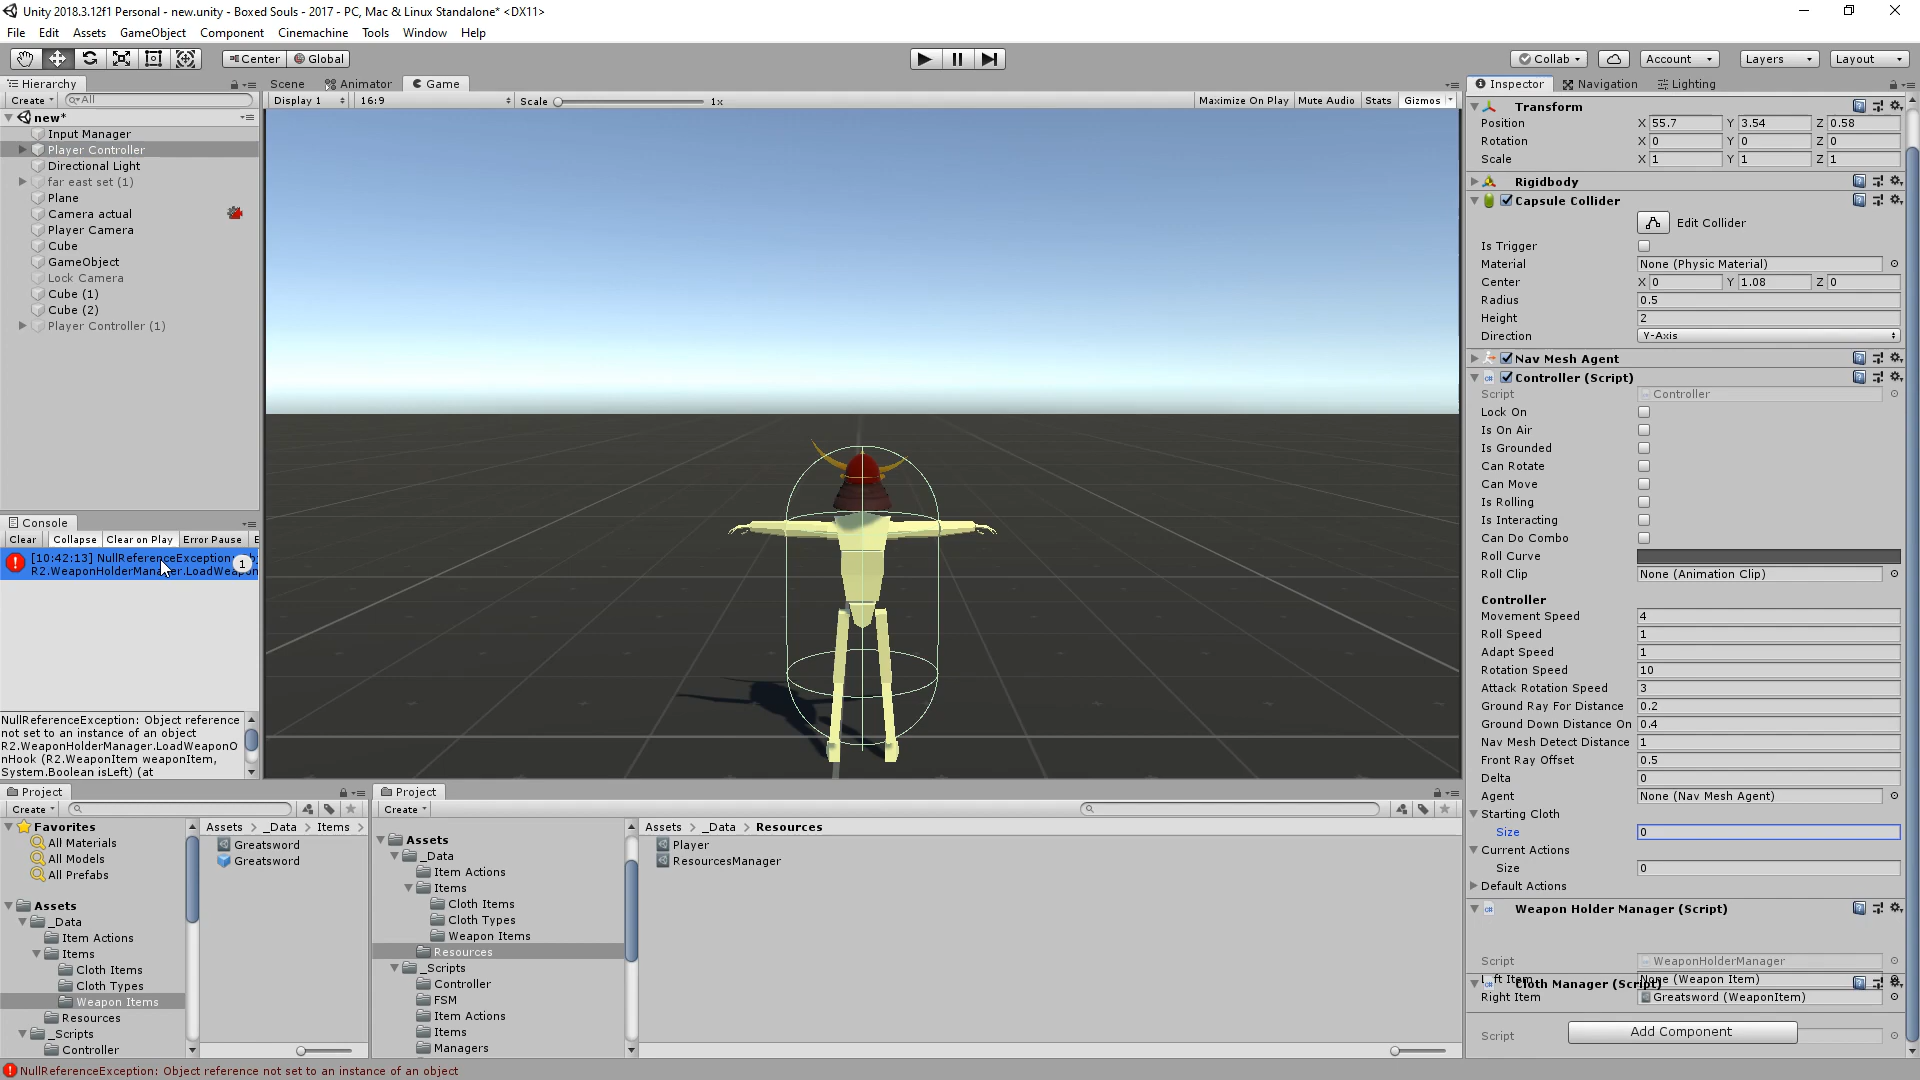 Unity 2018.3.12f1 Personal - new.unity - Boxed Souls - 2017 - PC, Mac & Linux Standalone* <DX11>
File Edit Assets GameObject Component Cinemachine Tools Window Help
Center Global
Collab Account Layers Layout
Hierarchy
Create All
new*
Input Manager
Player Controller
Directional Light
far east set (1)
Plane
Camera actual
Player Camera
Cube
GameObject
Lock Camera
Cube (1)
Cube (2)
Player Controller (1)
Console
Clear Collapse Clear on Play Error Pause E
[10:42:13] NullReferenceException
R2.WeaponHolderManager.LoadWeapon
1
NullReferenceException: Object reference
not set to an instance of an object
R2.WeaponHolderManager.LoadWeaponO
nHook (R2.WeaponItem weaponItem,
System.Boolean isLeft) (at
Scene Animator Game
Display 1 16:9 Scale 1x Maximize On Play Mute Audio Stats Gizmos
Inspector Navigation Lighting
Transform
Position X 55.7 Y 3.54 Z 0.58
Rotation X 0 Y 0 Z 0
Scale X 1 Y 1 Z 1
Rigidbody
Capsule Collider
Edit Collider
Is Trigger
Material None (Physic Material)
Center X 0 Y 1.08 Z 0
Radius 0.5
Height 2
Direction Y-Axis
Nav Mesh Agent
Controller (Script)
Script Controller
Lock On
Is On Air
Is Grounded
Can Rotate
Can Move
Is Rolling
Is Interacting
Can Do Combo
Roll Curve
Roll Clip None (Animation Clip)
Controller
Movement Speed 4
Roll Speed 1
Adapt Speed 1
Rotation Speed 10
Attack Rotation Speed 3
Ground Ray For Distance 0.2
Ground Down Distance On 0.4
Nav Mesh Detect Distance 1
Front Ray Offset 0.5
Delta 0
Agent None (Nav Mesh Agent)
Starting Cloth
Size 0
Current Actions
Size 0
Default Actions
Weapon Holder Manager (Script)
Script WeaponHolderManager
Left Item None (Weapon Item)
Cloth Manager (Script)
Right Item Greatsword (WeaponItem)
Script
Add Component
Project
Create
Favorites
All Materials
All Models
All Prefabs
Assets
_Data
Item Actions
Items
Cloth Items
Cloth Types
Weapon Items
Resources
_Scripts
Controller
Assets > _Data > Items >
Greatsword
Greatsword
Project
Create
Assets
_Data
Item Actions
Items
Cloth Items
Cloth Types
Weapon Items
Resources
_Scripts
Controller
FSM
Item Actions
Items
Managers
Assets > _Data > Resources
Player
ResourcesManager
NullReferenceException: Object reference not set to an instance of an object